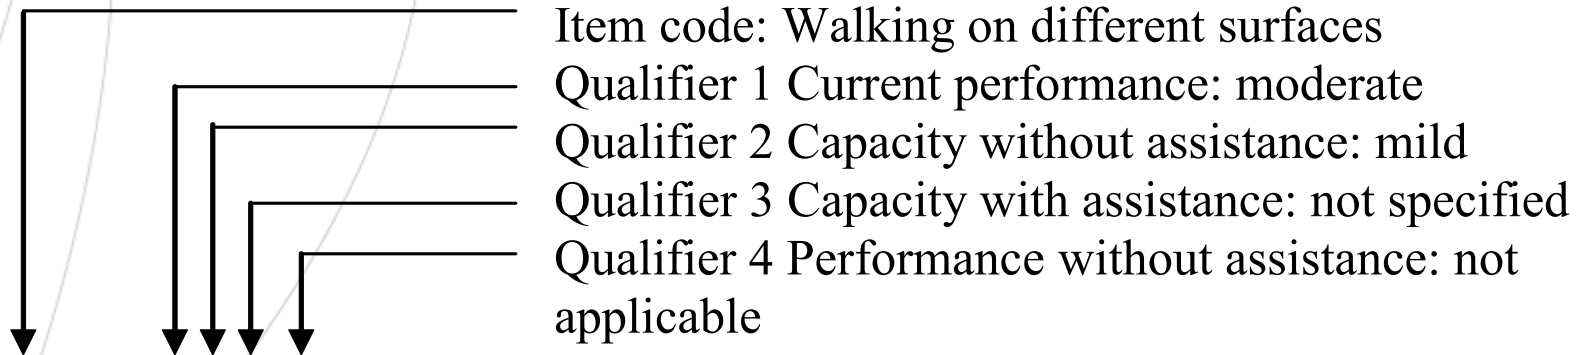 Item code: Walking on different surfaces
Qualifier 1 Current performance: moderate
Qualifier 2 Capacity without assistance: mild
Qualifier 3 Capacity with assistance: not specified
Qualifier 4 Performance without assistance: not
applicable